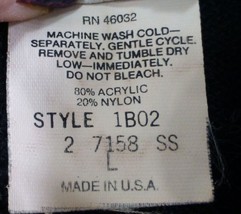 RN 46032
MACHINE WASH COLD—
SEPARATELY. GENTLE CYCLE.
REMOVE AND TUMBLE DRY
LOW—IMMEDIATELY.
DO NOT BLEACH.
80% ACRYLIC
20% NYLON
STYLE 1B02
2 7158 SS
L
MADE IN U.S.A.